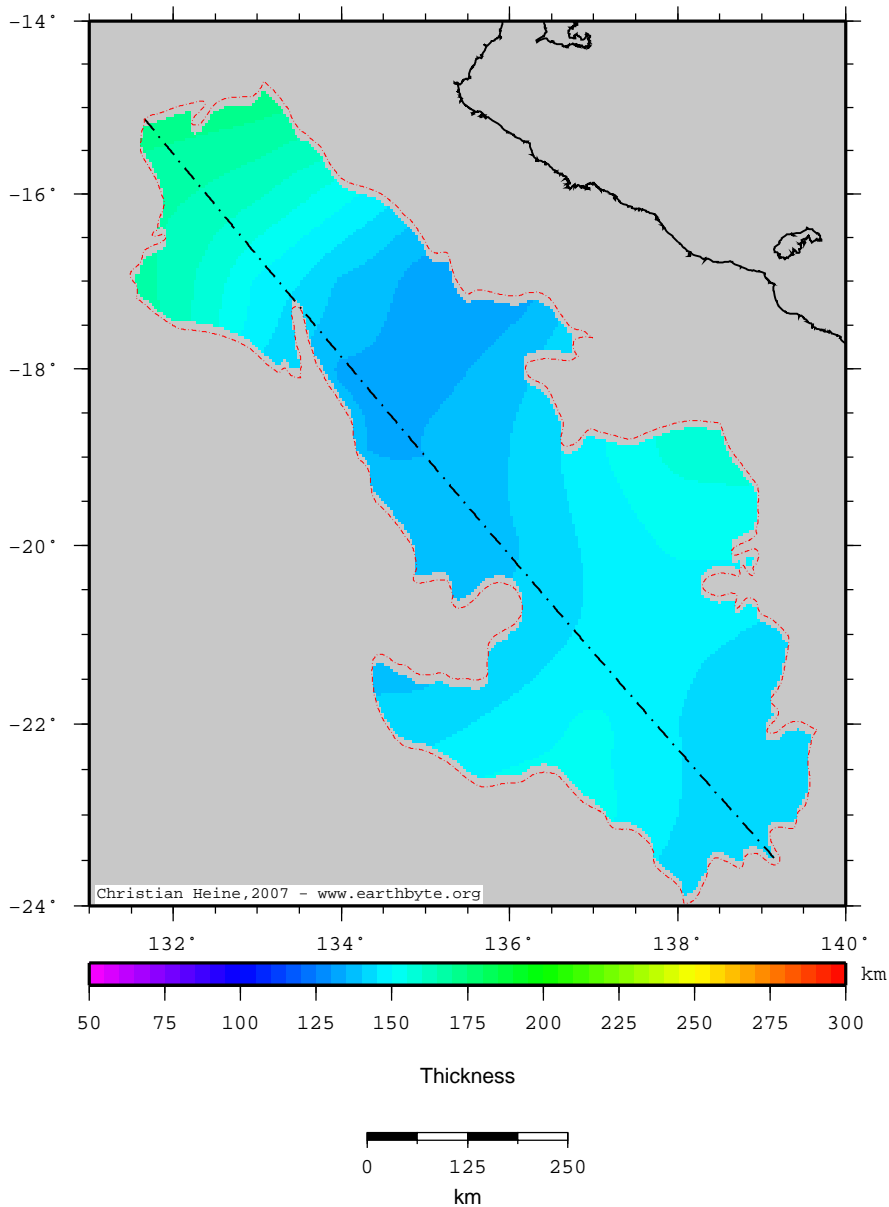 −14°
−16°
−18°
−20°
−22°
−24°
Christian Heine,2007 - www.earthbyte.org
132° 134° 136° 138° 140°
km
50 75 100 125 150 175 200 225 250 275 300
Thickness
0 125 250
km